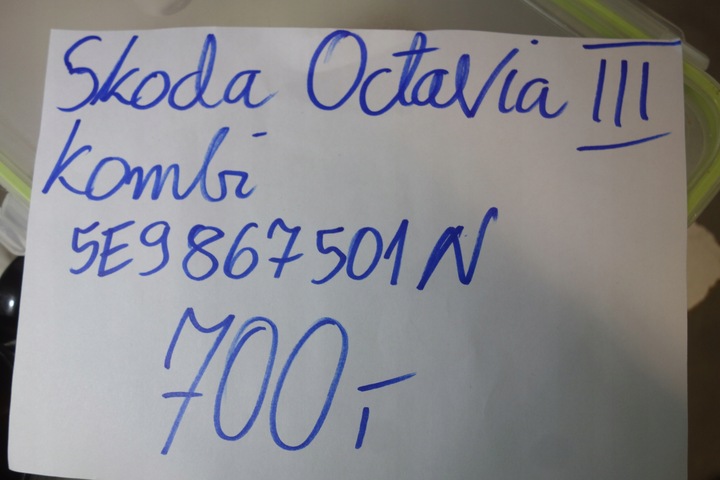 Skoda Octavia III
Kombi
5E9867501N
700,-